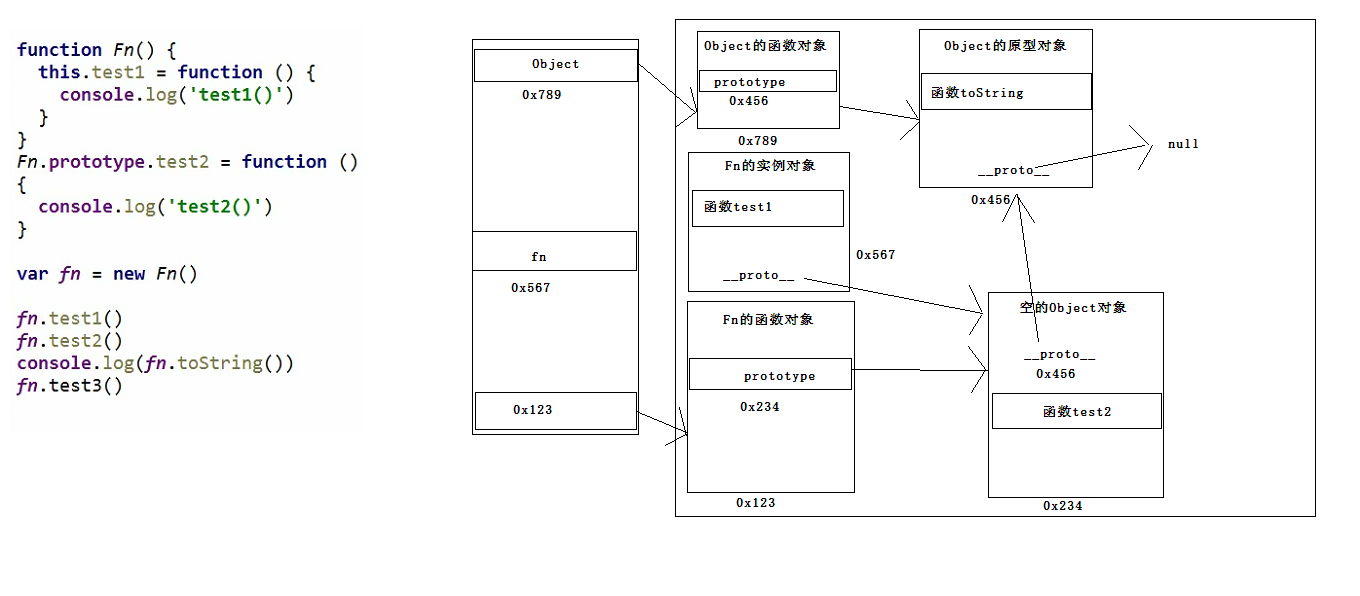 function Fn() {
this.test1 = function () {
console.log('test1()')
}
}
Fn.prototype.test2 = function ()
{
console.log('test2()')
}
var fn = new Fn()
fn.test1()
fn.test2()
console.log(fn.toString())
fn.test3()
Object
0x789
fn
0x567
0x123
Object的函数对象
prototype
0x456
0x789
Object的原型对象
函数toString
__proto__
0x456
null
Fn的实例对象
函数test1
__proto__
0x567
Fn的函数对象
prototype
0x234
0x123
空的Object对象
__proto__
0x456
函数test2
0x234